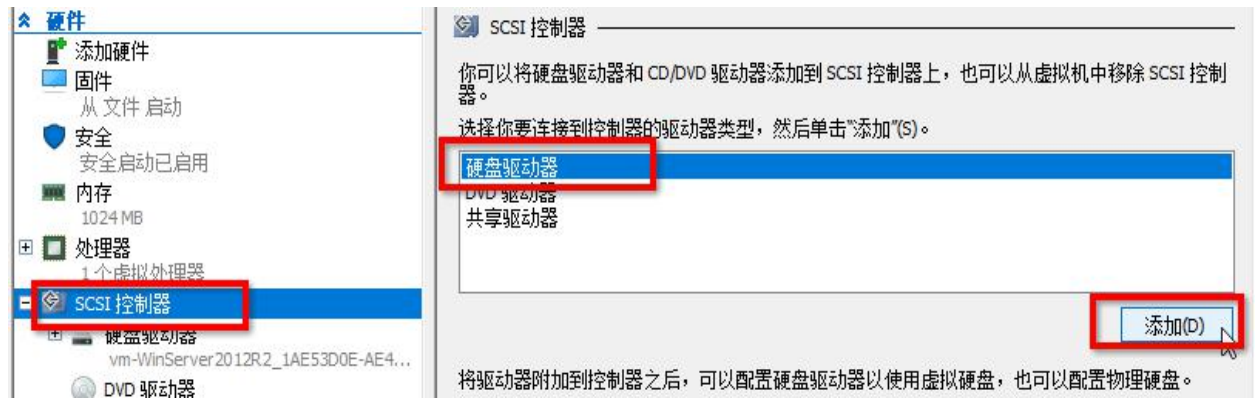 硬件
添加硬件
固件
从 文件 启动
安全
安全启动已启用
内存
1024 MB
处理器
1 个虚拟处理器
SCSI 控制器
硬盘驱动器
vm-WinServer2012R2_1AE53D0E-AE4...
DVD 驱动器
SCSI 控制器
你可以将硬盘驱动器和 CD/DVD 驱动器添加到 SCSI 控制器上，也可以从虚拟机中移除 SCSI 控制
器。
选择你要连接到控制器的驱动器类型，然后单击"添加"(S)。
硬盘驱动器
DVD 驱动器
共享驱动器
添加(D)
将驱动器附加到控制器之后，可以配置硬盘驱动器以使用虚拟硬盘，也可以配置物理硬盘。